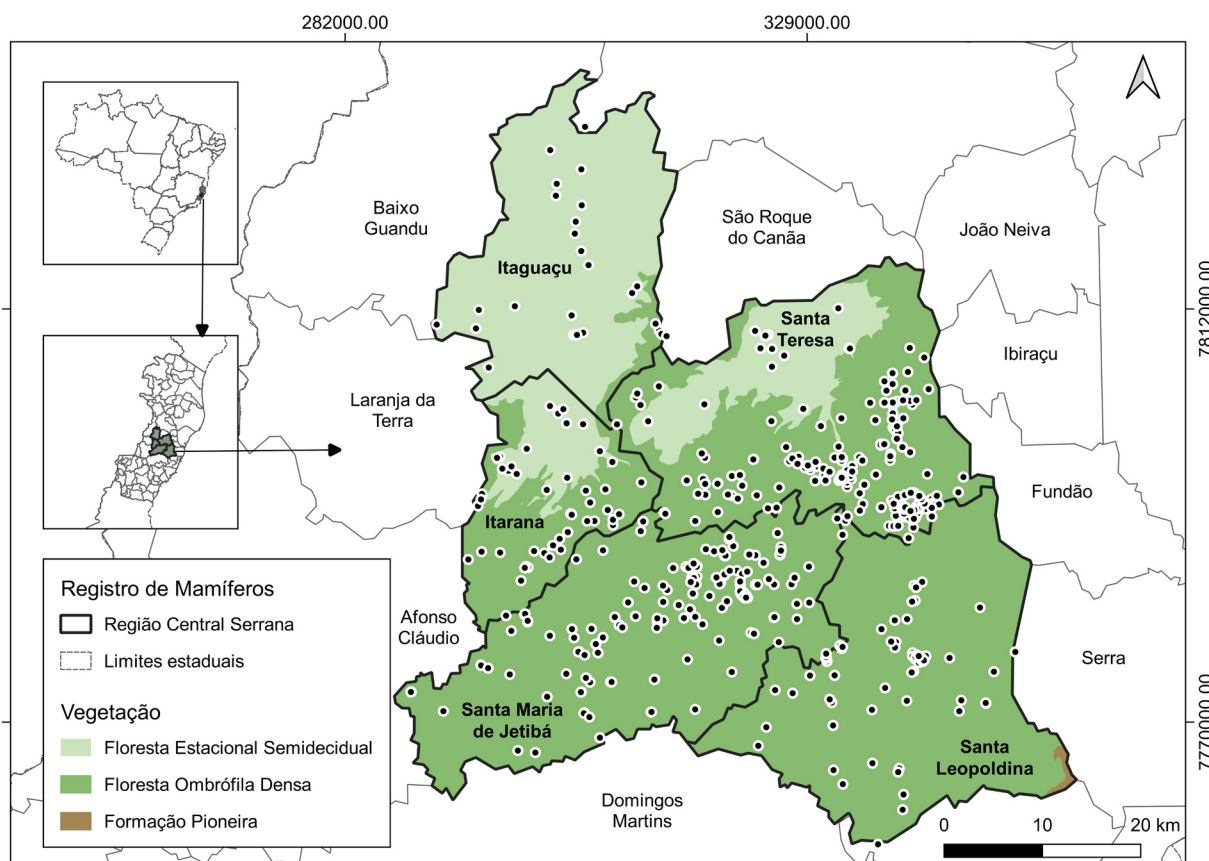 282000.00
329000.00
Baixo
Guandu
São Roque
do Canãa
João Neiva
Itaguaçu
7812000.00
Santa
Teresa
Ibiraçu
Laranja da
Terra
Fundão
Itarana
Registro de Mamíferos
Região Central Serrana
Limites estaduais
Vegetação
Floresta Estacional Semidecidual
Floresta Ombrófila Densa
Formação Pioneira
Afonso
Cláudio
Serra
Santa Maria
de Jetibá
7770000.00
Santa
Leopoldina
Domingos
Martins
0 10 20 km